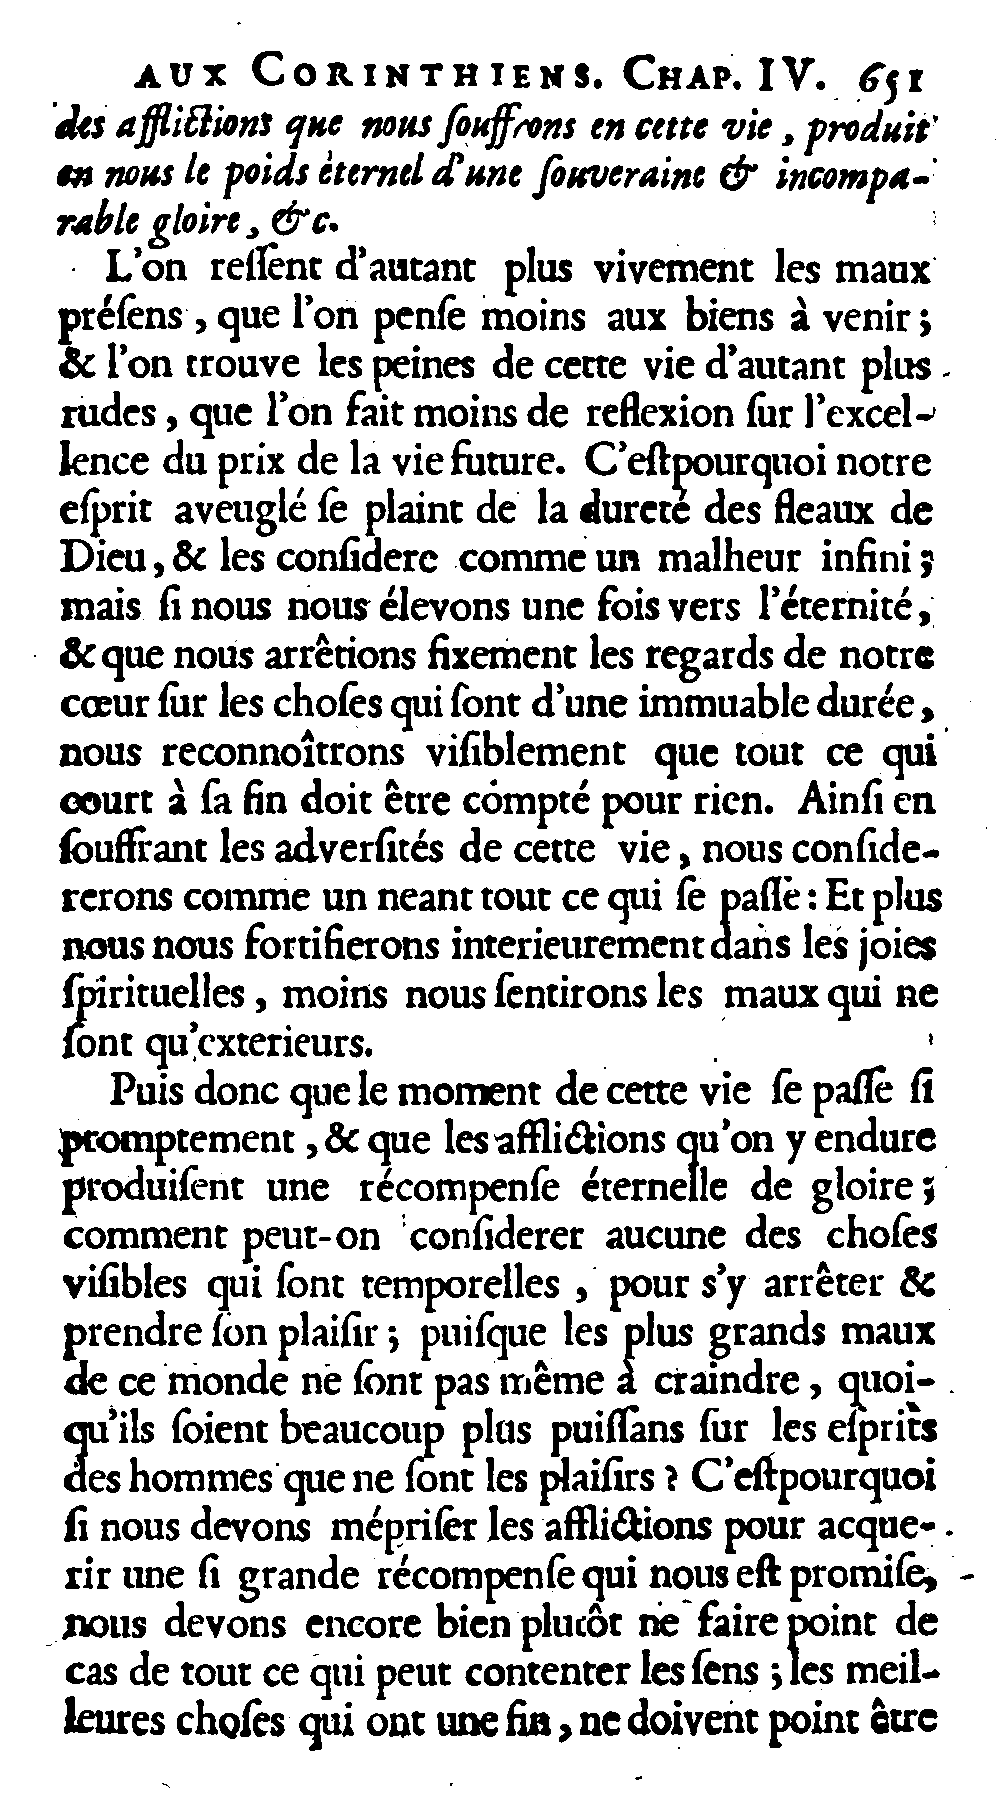 AUX CORINTHIENS. CHAP. IV. 651
des afflictions que nous ſouffrons en cette vie, produit
en nous le poids éternel d'une ſouveraine & incompa-
rable gloire, &c.
L'on reſſent d'autant plus vivement les maux
préſens, que l'on penſe moins aux biens à venir;
& l'on trouve les peines de cette vie d'autant plus
rudes, que l'on fait moins de reflexion ſur l'excel-
lence du prix de la vie future. C'eſtpourquoi notre
eſprit aveuglé ſe plaint de la dureté des fleaux de
Dieu, & les conſidere comme un malheur infini;
mais ſi nous nous élevons une fois vers l'éternité,
& que nous arrêtions fixement les regards de notre
cœur ſur les choſes qui ſont d'une immuable durée,
nous reconnoîtrons viſiblement que tout ce qui
court à ſa fin doit être compté pour rien. Ainſi en
ſouffrant les adverſités de cette vie, nous conſide-
rerons comme un neant tout ce qui ſe paſſe: Et plus
nous nous fortifierons interieurement dans les joies
ſpirituelles, moins nous ſentirons les maux qui ne
ſont qu'exterieurs.
Puis donc que le moment de cette vie ſe paſſe ſi
promptement, & que les afflictions qu'on y endure
produiſent une récompenſe éternelle de gloire;
comment peut-on conſiderer aucune des choſes
viſibles qui ſont temporelles, pour s'y arrêter &
prendre ſon plaiſir; puiſque les plus grands maux
de ce monde ne ſont pas même à craindre, quoi-
qu'ils ſoient beaucoup plus puiſſans ſur les eſprits
des hommes que ne ſont les plaiſirs? C'eſtpourquoi
ſi nous devons mépriſer les afflictions pour acque-
rir une ſi grande récompenſe qui nous eſt promiſe,
nous devons encore bien plutôt ne faire point de
cas de tout ce qui peut contenter les ſens; les meil-
leures choſes qui ont une fin, ne doivent point être